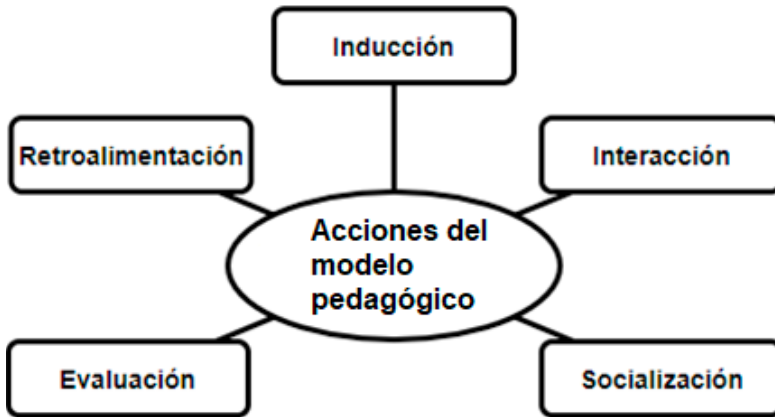 Inducción
Retroalimentación
Interacción
Acciones del
modelo
pedagógico
Evaluación
Socialización